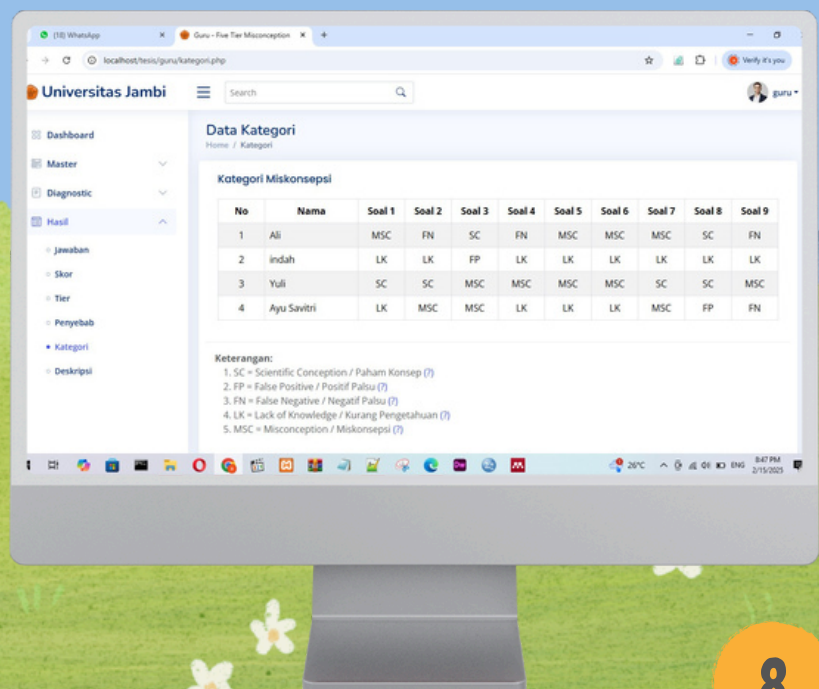 (18) WhatsApp
Guru - Five Tier Misconception
localhost/tesis/guru/kategori.php
Verify it's you
Universitas Jambi
Search
guru
Dashboard
Master
Diagnostic
Hasil
Jawaban
Skor
Tier
Penyebab
Kategori
Deskripsi
Data Kategori
Home / Kategori
Kategori Miskonsepsi
No Nama Soal 1 Soal 2 Soal 3 Soal 4 Soal 5 Soal 6 Soal 7 Soal 8 Soal 9
1 Ali MSC FN SC FN MSC MSC MSC SC FN
2 indah LK LK FP LK LK LK LK LK LK
3 Yuli SC SC MSC MSC MSC MSC SC SC MSC
4 Ayu Savitri LK MSC MSC LK LK LK MSC FP FN
Keterangan:
1. SC = Scientific Conception / Paham Konsep (?)
2. FP = False Positive / Positif Palsu (?)
3. FN = False Negative / Negatif Palsu (?)
4. LK = Lack of Knowledge / Kurang Pengetahuan (?)
5. MSC = Misconception / Miskonsepsi (?)
26°C
ENG
8:47 PM
2/15/2025
8